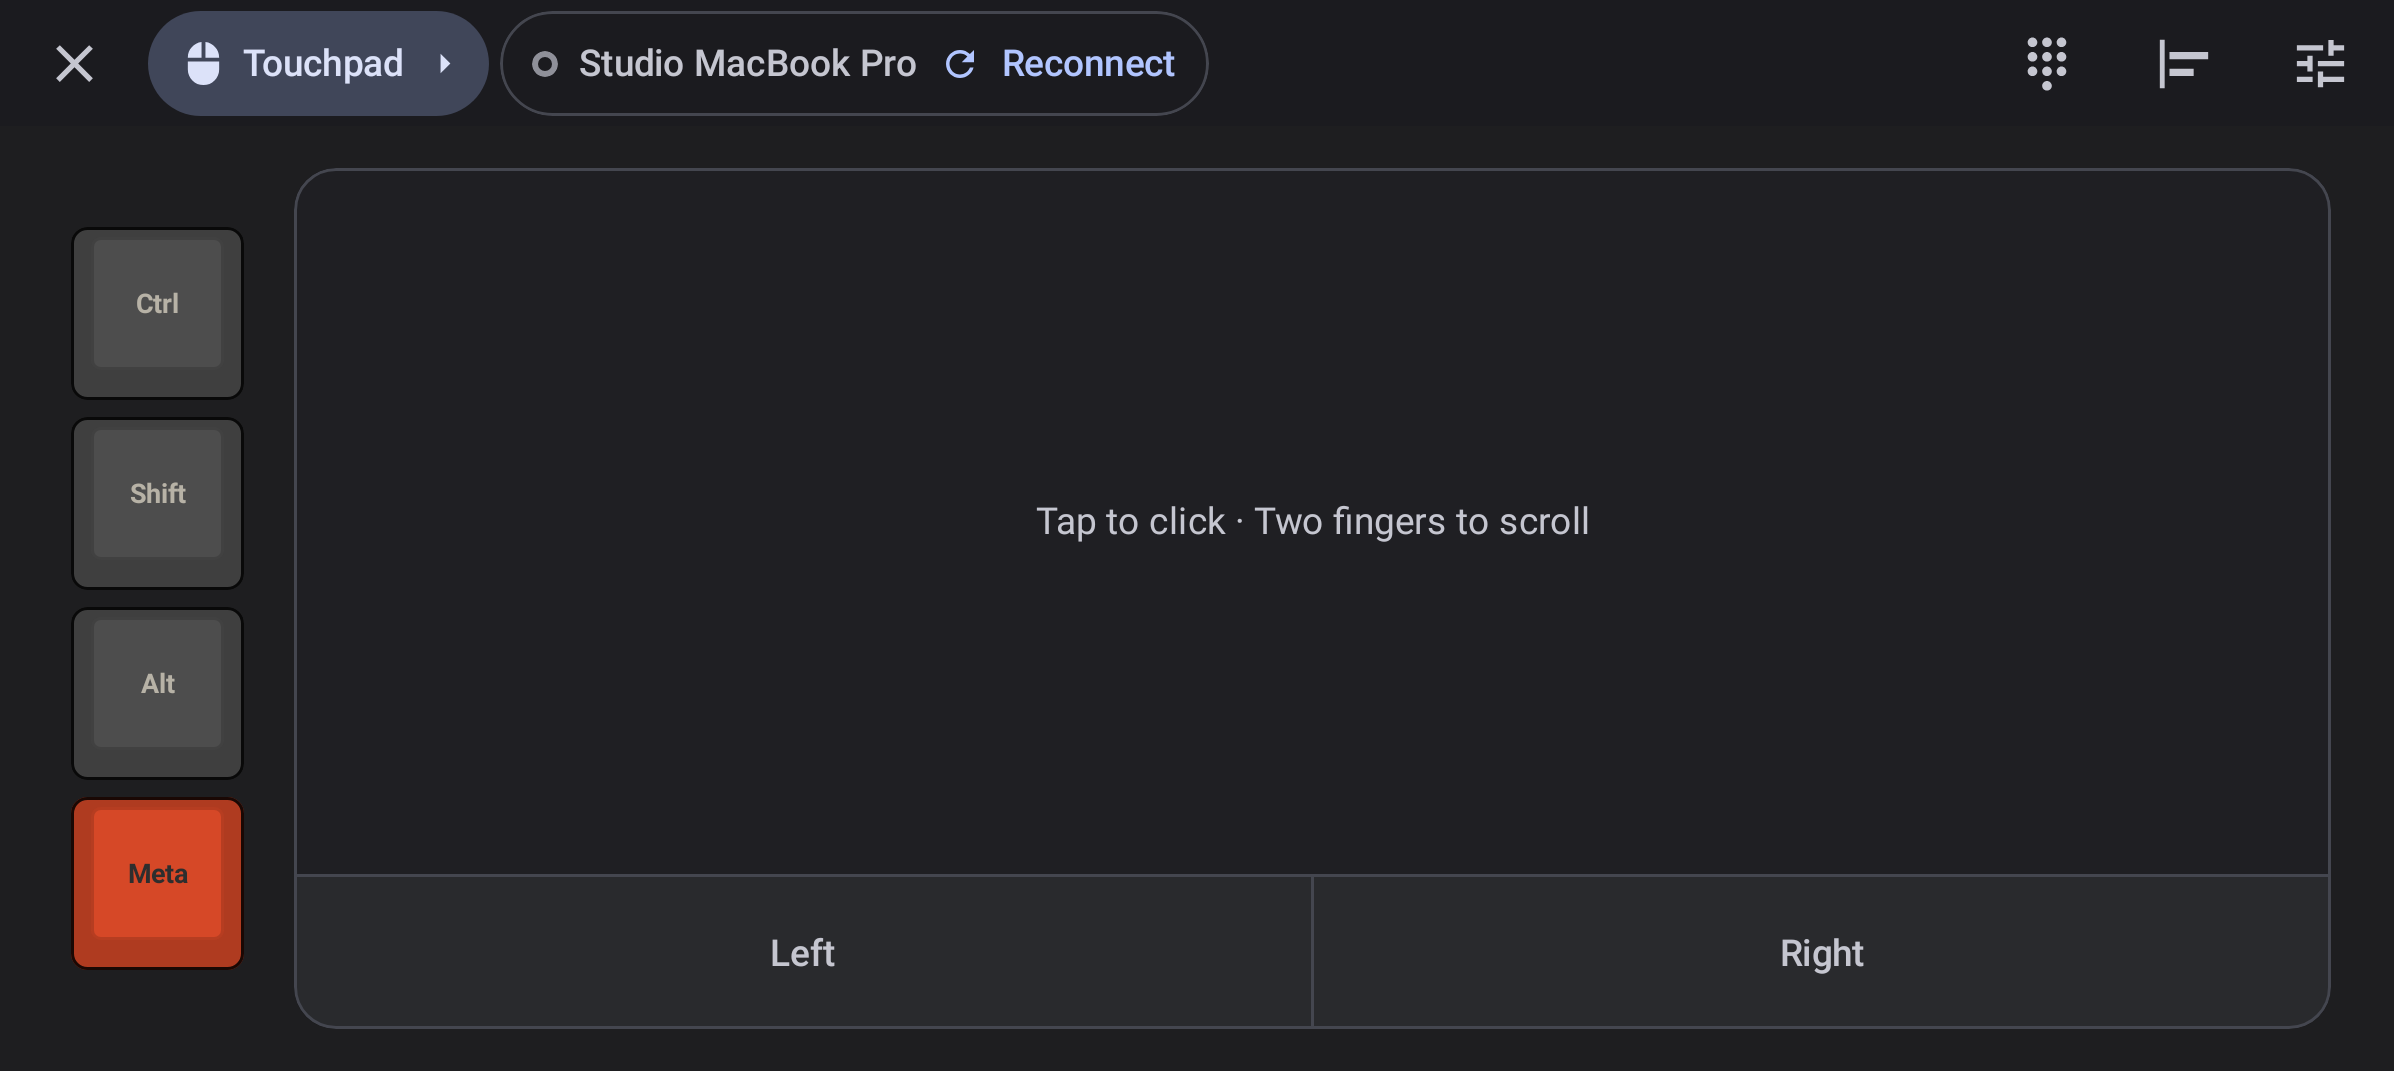 Touchpad
Studio MacBook Pro Reconnect
Ctrl
Shift
Alt
Meta
Tap to click · Two fingers to scroll
Left
Right